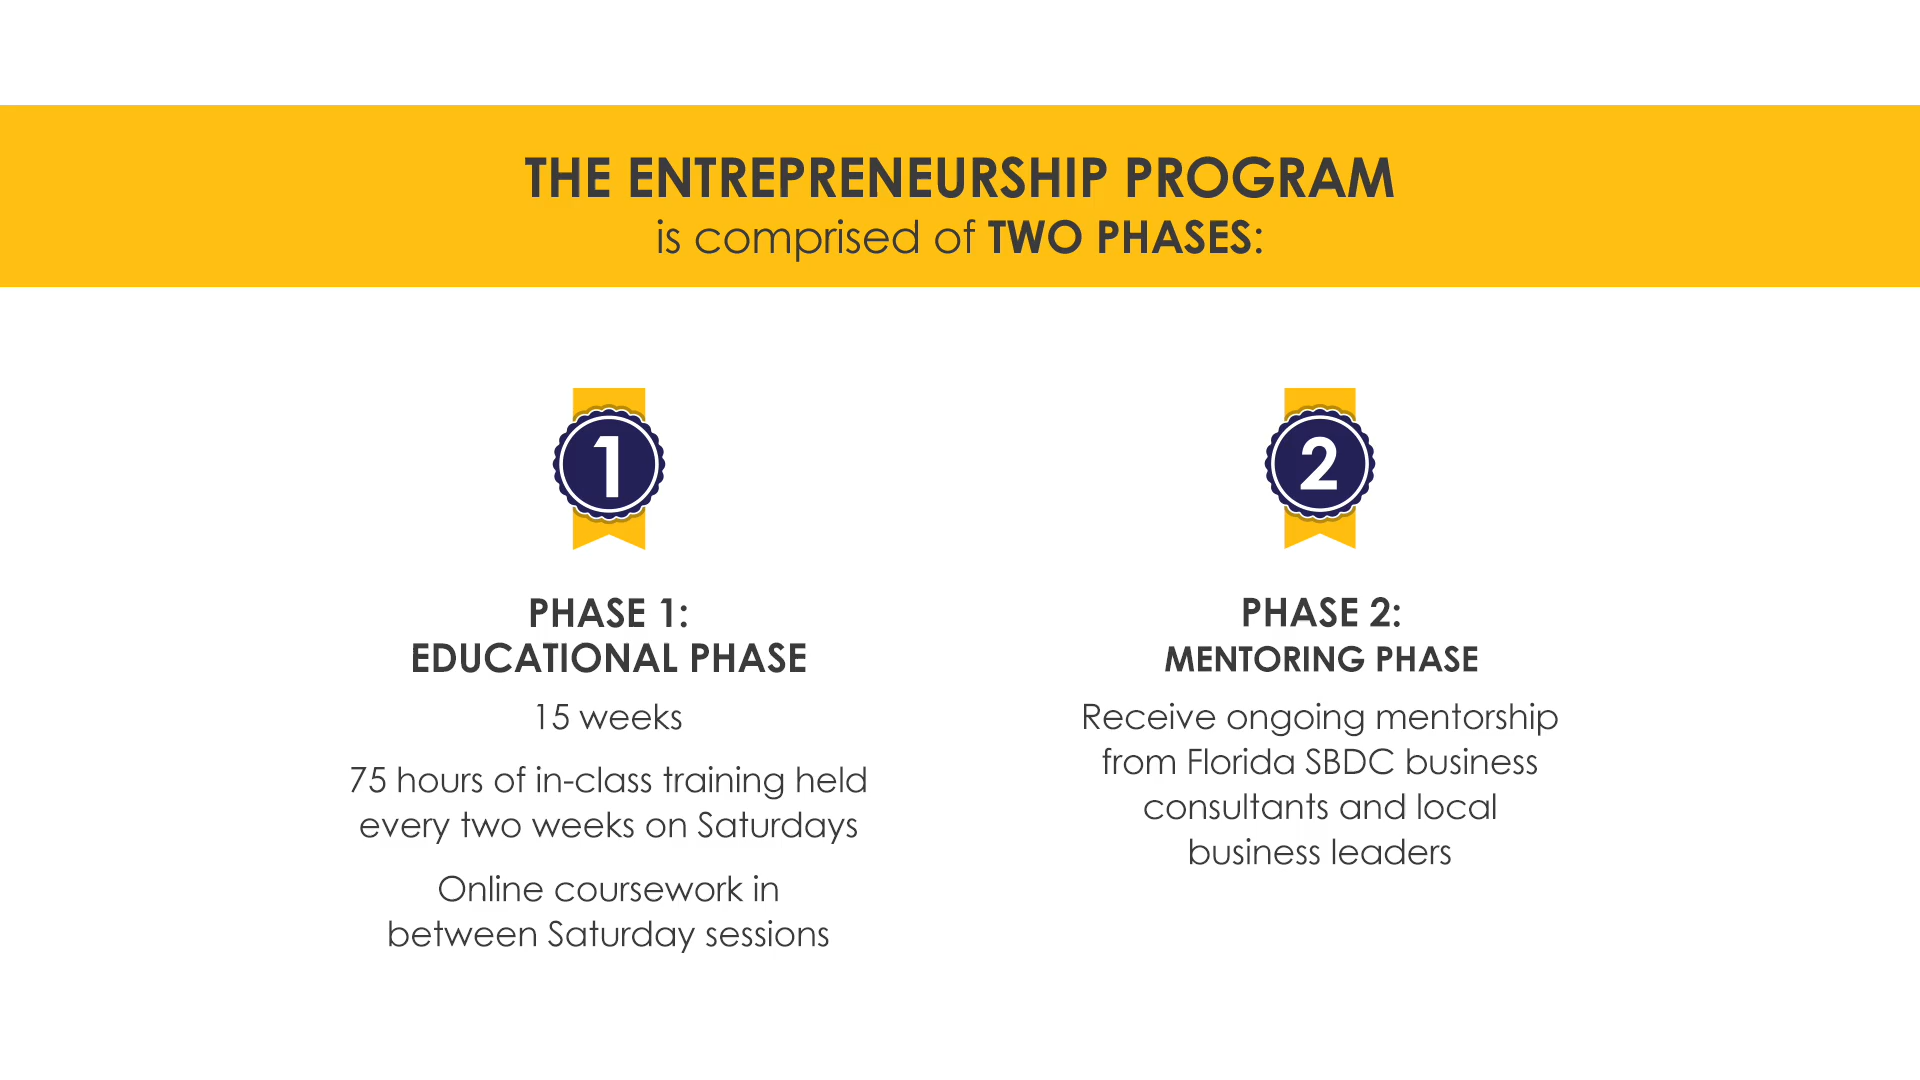 THE ENTREPRENEURSHIP PROGRAM
is comprised of TWO PHASES:
1
PHASE 1:
EDUCATIONAL PHASE
15 weeks
75 hours of in-class training held
every two weeks on Saturdays
Online coursework in
between Saturday sessions
2
PHASE 2:
MENTORING PHASE
Receive ongoing mentorship
from Florida SBDC business
consultants and local
business leaders